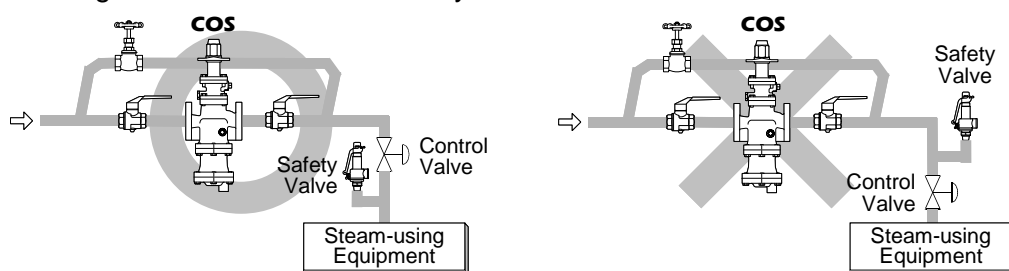 COS
Safety
Valve
Control
Valve
Steam-using
Equipment
COS
Safety
Valve
Control
Valve
Steam-using
Equipment